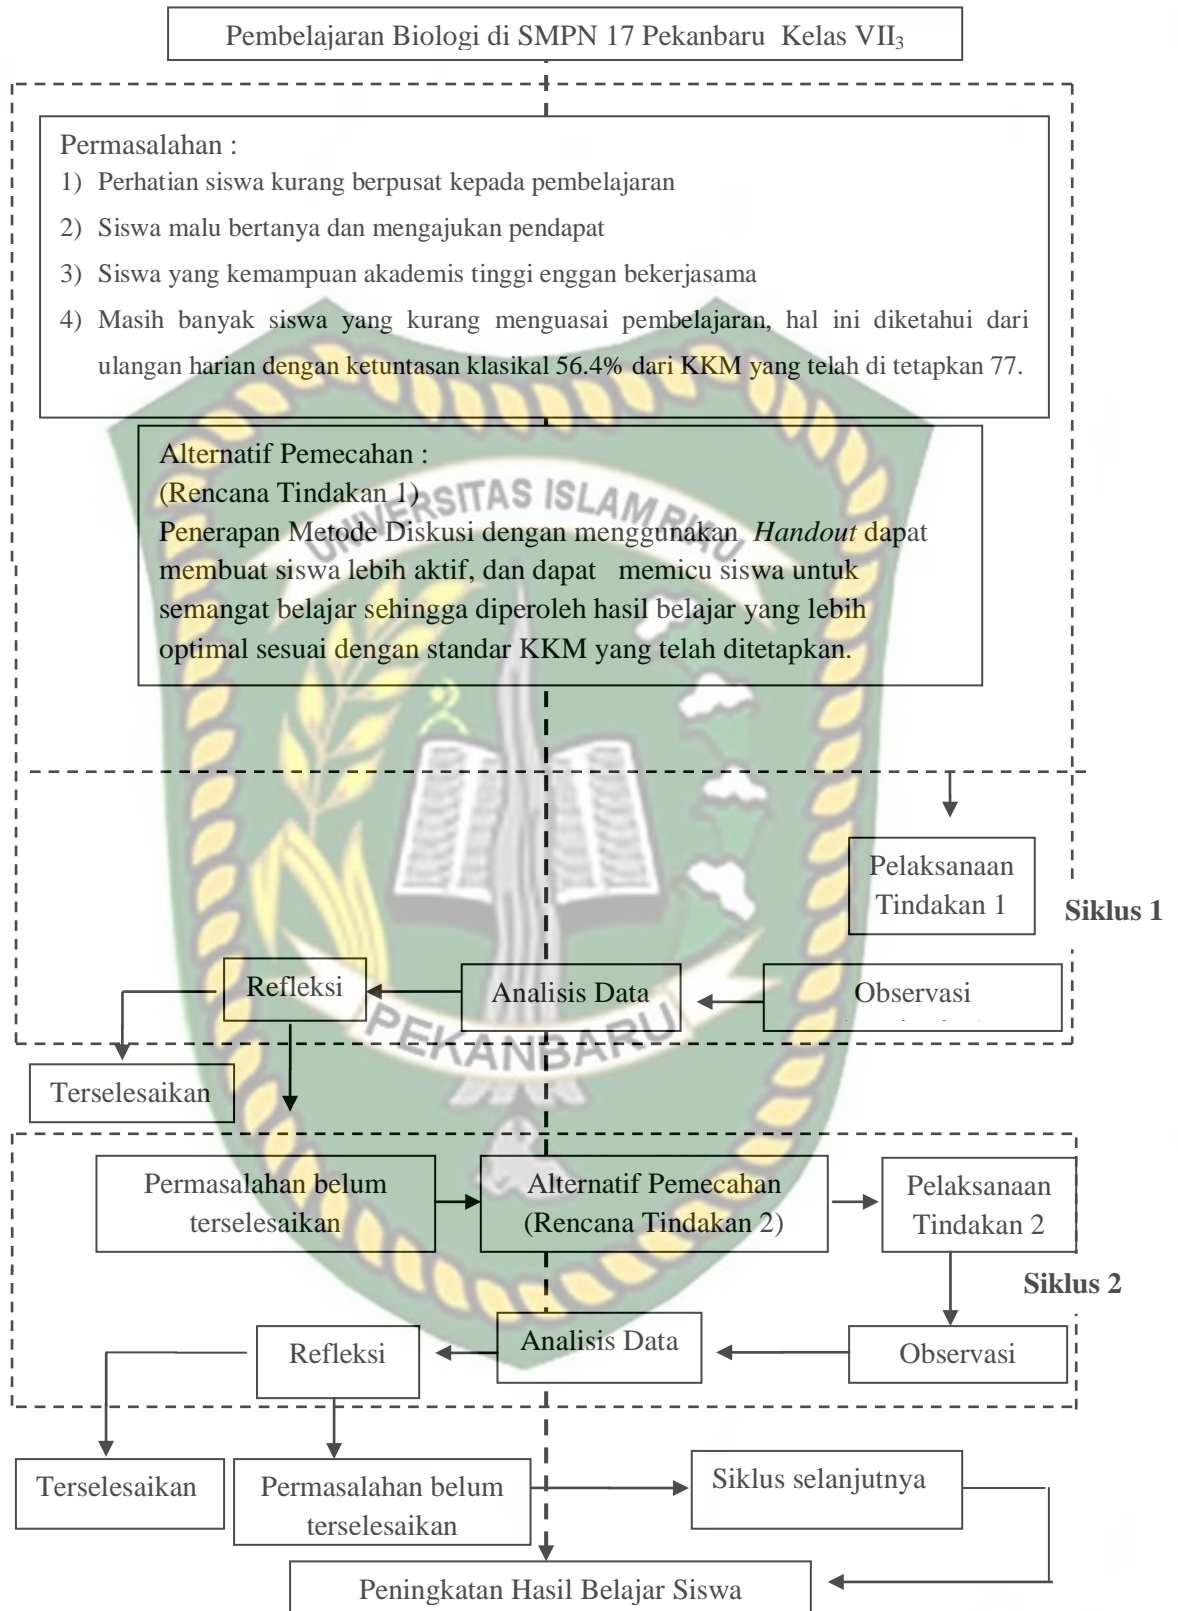 Pembelajaran Biologi di SMPN 17 Pekanbaru Kelas VII₃
Permasalahan :
1) Perhatian siswa kurang berpusat kepada pembelajaran
2) Siswa malu bertanya dan mengajukan pendapat
3) Siswa yang kemampuan akademis tinggi enggan bekerjasama
4) Masih banyak siswa yang kurang menguasai pembelajaran, hal ini diketahui dari
ulangan harian dengan ketuntasan klasikal 56.4% dari KKM yang telah di tetapkan 77.
Alternatif Pemecahan :
(Rencana Tindakan 1)
Penerapan Metode Diskusi dengan menggunakan Handout dapat
membuat siswa lebih aktif, dan dapat memicu siswa untuk
semangat belajar sehingga diperoleh hasil belajar yang lebih
optimal sesuai dengan standar KKM yang telah ditetapkan.
UNIVERSITAS ISLAM RIAU
Pelaksanaan
Tindakan 1
Siklus 1
Refleksi
Analisis Data
Observasi
PEKANBARU
Terselesaikan
Permasalahan belum
terselesaikan
Alternatif Pemecahan
(Rencana Tindakan 2)
Pelaksanaan
Tindakan 2
Siklus 2
Refleksi
Analisis Data
Observasi
Terselesaikan
Permasalahan belum
terselesaikan
Siklus selanjutnya
Peningkatan Hasil Belajar Siswa